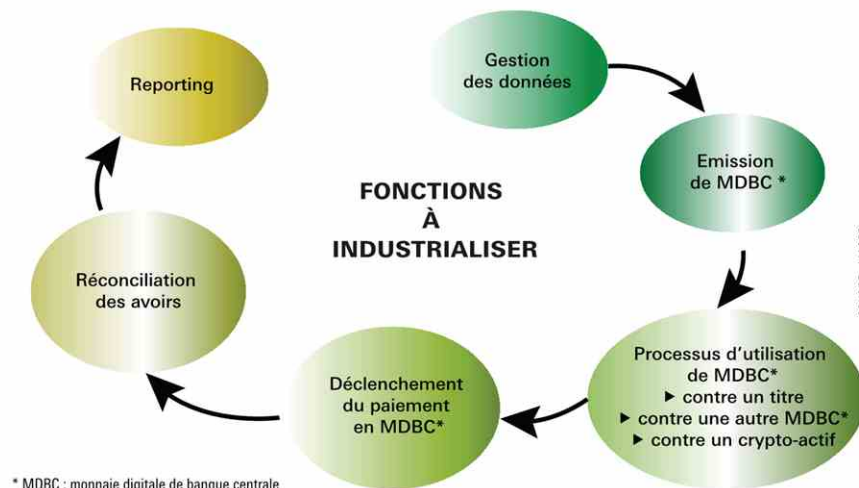 Reporting
Gestion
des données
Emission
de MDBC *
FONCTIONS
À
INDUSTRIALISER
Réconciliation
des avoirs
Déclenchement
du paiement
en MDBC*
Processus d'utilisation
de MDBC*
▶ contre un titre
▶ contre une autre MDBC*
▶ contre un crypto-actif
* MDBC : monnaie digitale de banque centrale